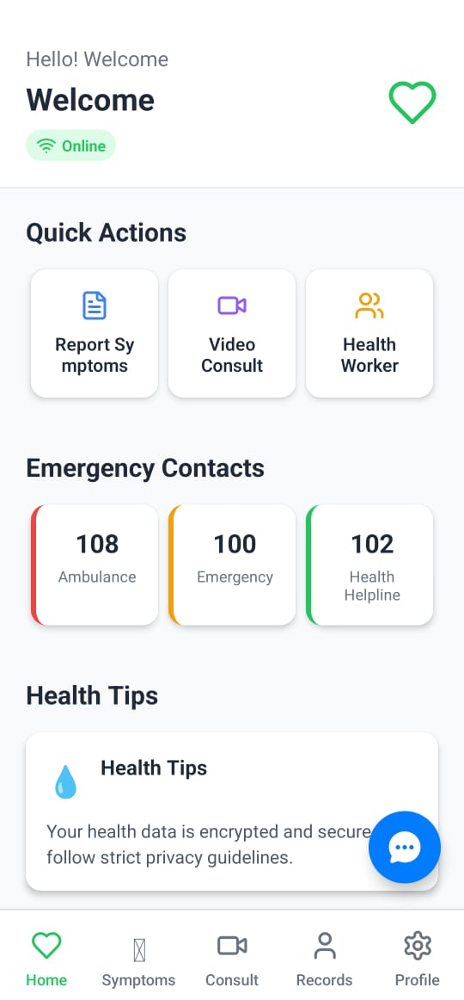 Hello! Welcome
Welcome
Online
Quick Actions
Report Sy
mptoms
Video
Consult
Health
Worker
Emergency Contacts
108
Ambulance
100
Emergency
102
Health
Helpline
Health Tips
Health Tips
Your health data is encrypted and secure
follow strict privacy guidelines.
Home
Symptoms
Consult
Records
Profile